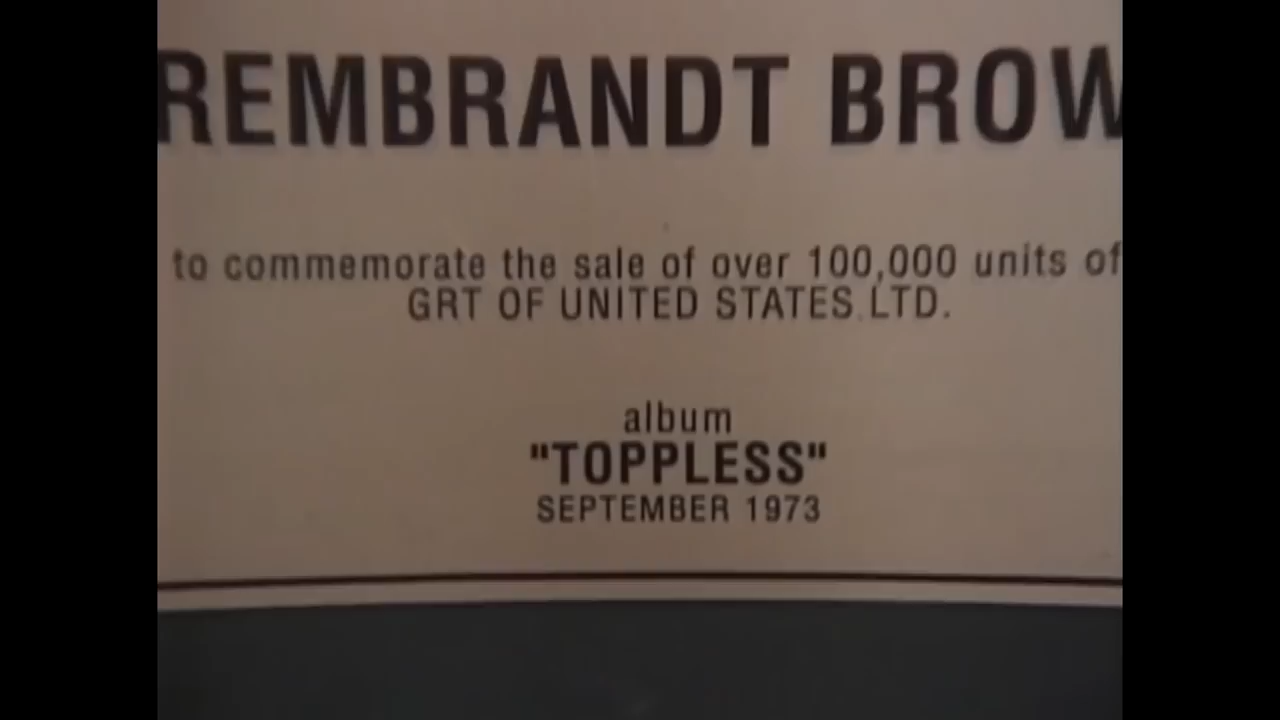 REMBRANDT BROW
to commemorate the sale of over 100,000 units of
GRT OF UNITED STATES LTD.
album
"TOPPLESS"
SEPTEMBER 1973